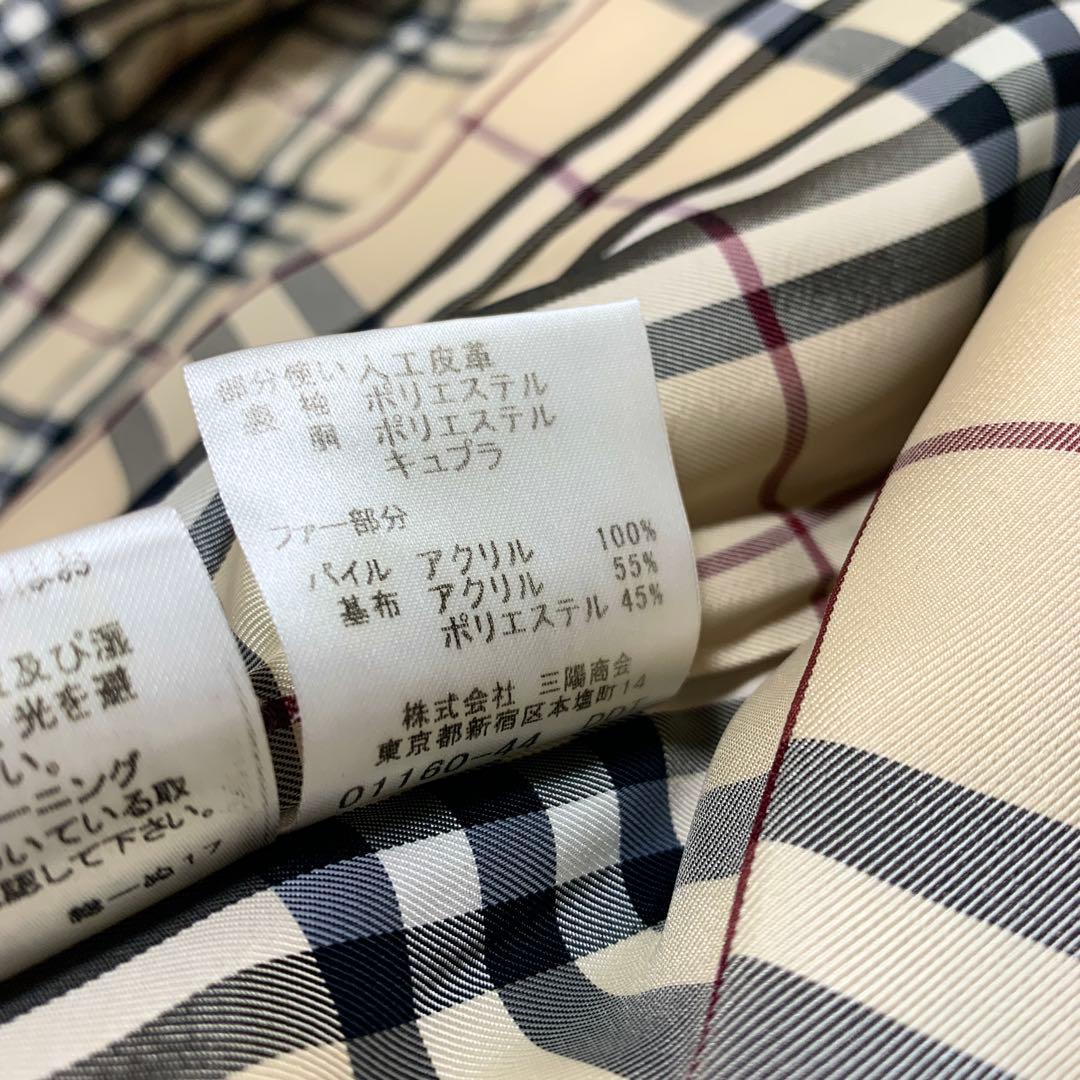 部分使い 人工皮革
裏 袖 ポリエステル
胴 ポリエステル
キュプラ
ファー部分
パイル アクリル 100%
基布 アクリル 55%
ポリエステル 45%
株式会社 三陽商会
東京都新宿区本塩町14
01160-44
及び湿
光を避
い。
ーニング
いている取
認して下さい。